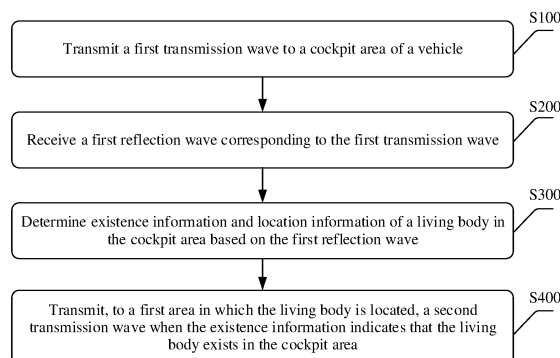 S100
Transmit a first transmission wave to a cockpit area of a vehicle
S200
Receive a first reflection wave corresponding to the first transmission wave
S300
Determine existence information and location information of a living body in
the cockpit area based on the first reflection wave
S400
Transmit, to a first area in which the living body is located, a second
transmission wave when the existence information indicates that the living
body exists in the cockpit area